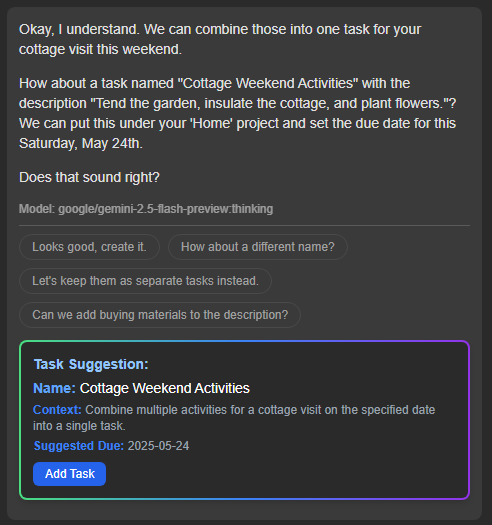 Okay, I understand. We can combine those into one task for your
cottage visit this weekend.
How about a task named "Cottage Weekend Activities" with the
description "Tend the garden, insulate the cottage, and plant flowers."?
We can put this under your 'Home' project and set the due date for this
Saturday, May 24th.
Does that sound right?
Model: google/gemini-2.5-flash-preview:thinking
Looks good, create it.
How about a different name?
Let's keep them as separate tasks instead.
Can we add buying materials to the description?
Task Suggestion:
Name: Cottage Weekend Activities
Context: Combine multiple activities for a cottage visit on the specified date
into a single task.
Suggested Due: 2025-05-24
Add Task